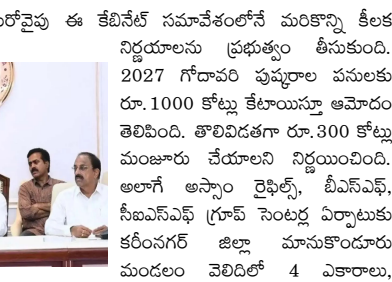 ఈ కేబినేట్ సమావేశంలోనే మరికొన్ని కీలక
నిర్ణయాలను ప్రభుత్వం తీసుకుంది.
2027 గోదావరి పుష్కరాల పనులకు
రూ.1000 కోట్లు కేటాయిస్తూ ఆమోదం
తెలిపింది. తొలివిడతగా రూ.300 కోట్లు
మంజూరు చేయాలని నిర్ణయించింది.
అలాగే అస్సాం రైఫిల్స్, బీఎస్ఎఫ్,
సీఐఎస్ఎఫ్ గ్రూప్ సెంటర్ల ఏర్పాటుకు
కరీంనగర్ జిల్లా మానుకొండూరు
మండలం వెలిదిలో 4 ఎకారాలు,